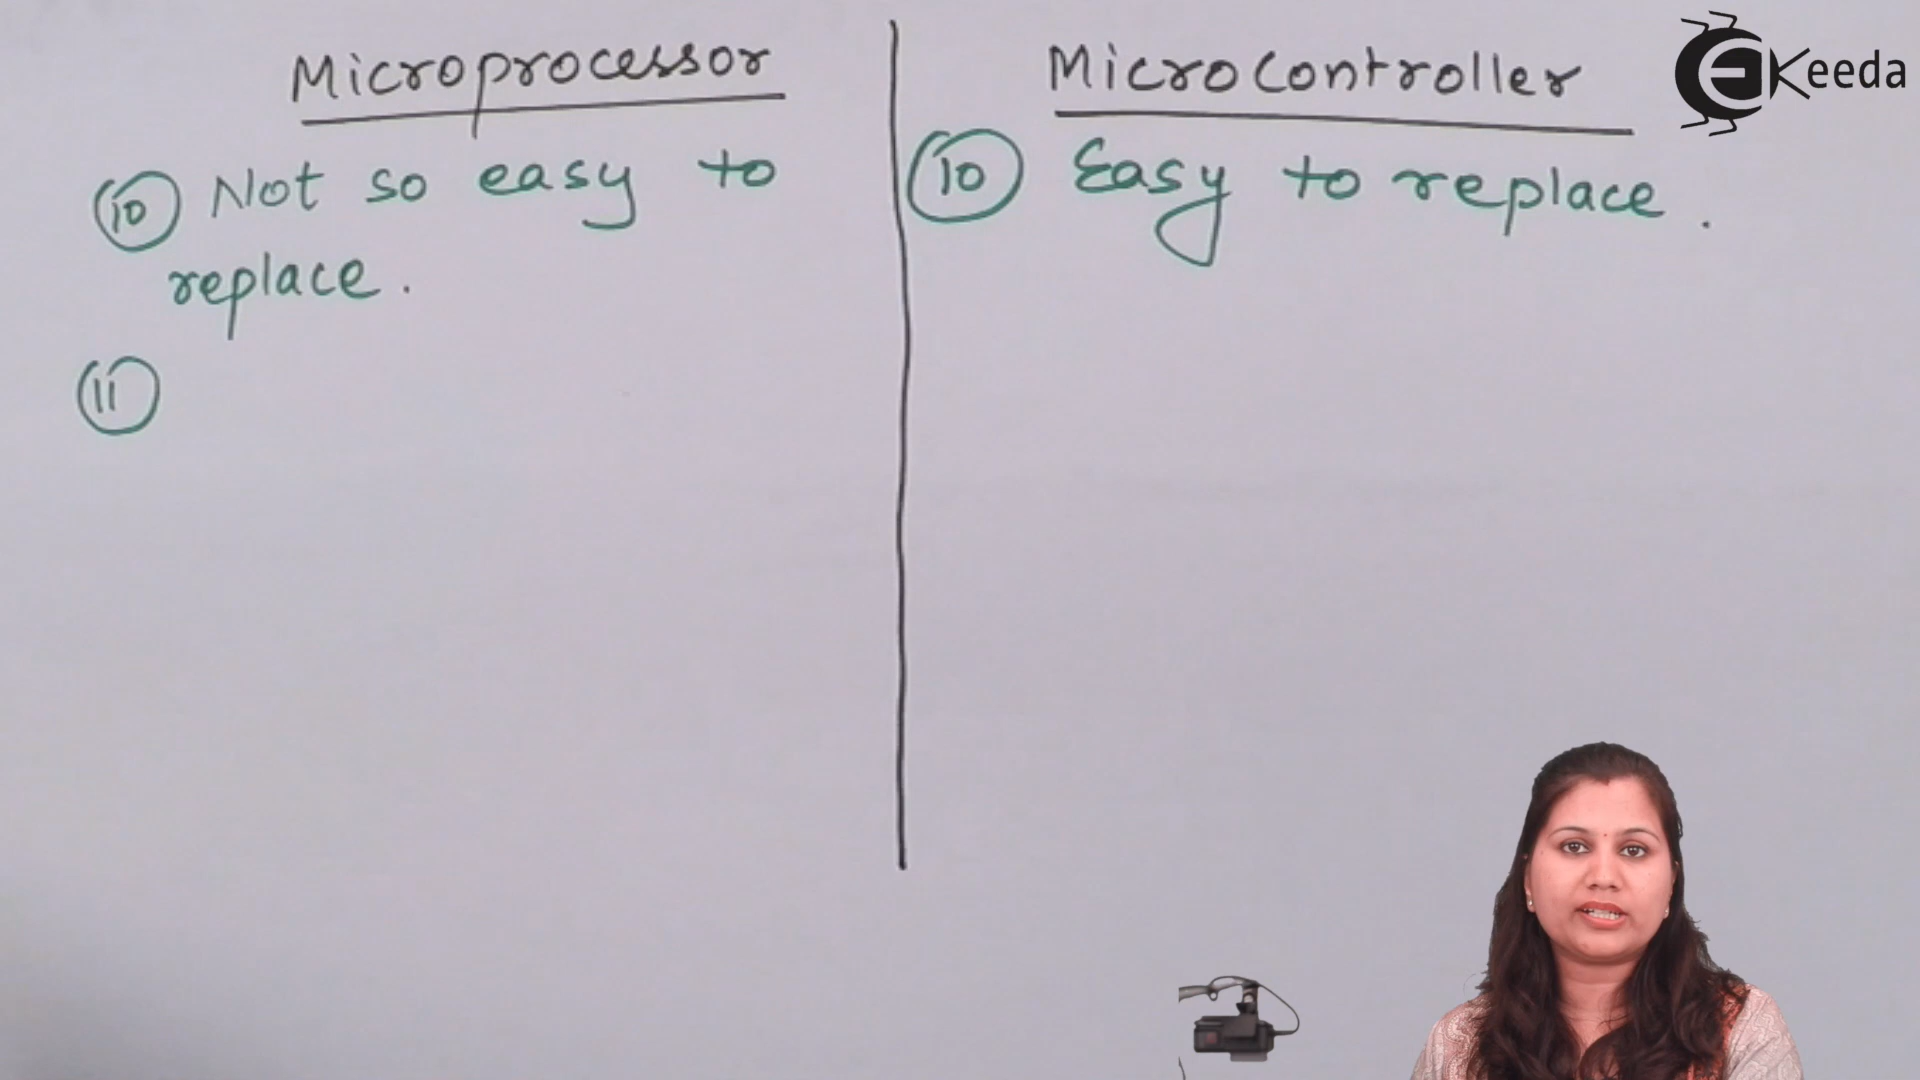 Microprocessor
10 Not so easy to
replace.
11
Microcontroller
10 Easy to replace.
EKeeda